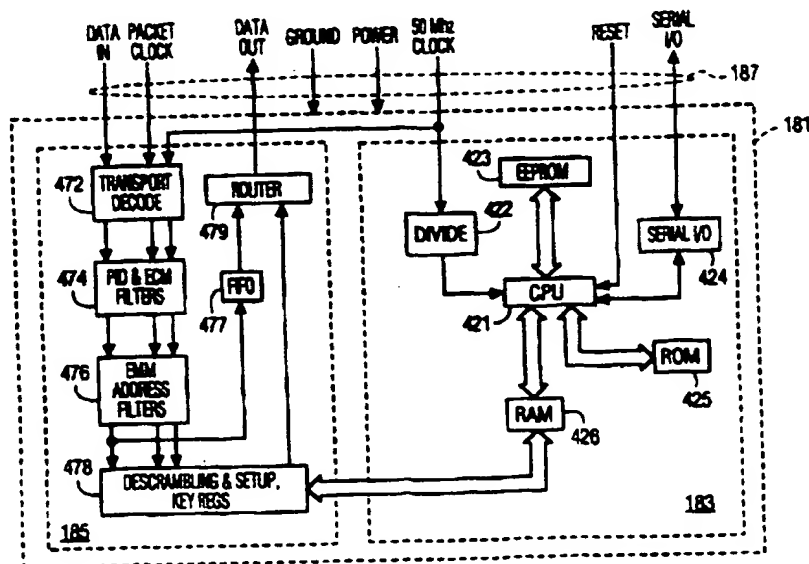 DATA IN
PACKET CLOCK
DATA OUT
GROUND
POWER
50 Mhz CLOCK
RESET
SERIAL I/O
187
181
472
TRANSPORT DECODE
ROUTER
479
423
EEPROM
422
DIVIDE
SERIAL I/O
424
474
PID & ECM FILTERS
FIFO
477
CPU
421
ROM
425
476
EMM ADDRESS FILTERS
RAM
426
478
DESCRAMBLING & SETUP,
KEY REGS
185
183